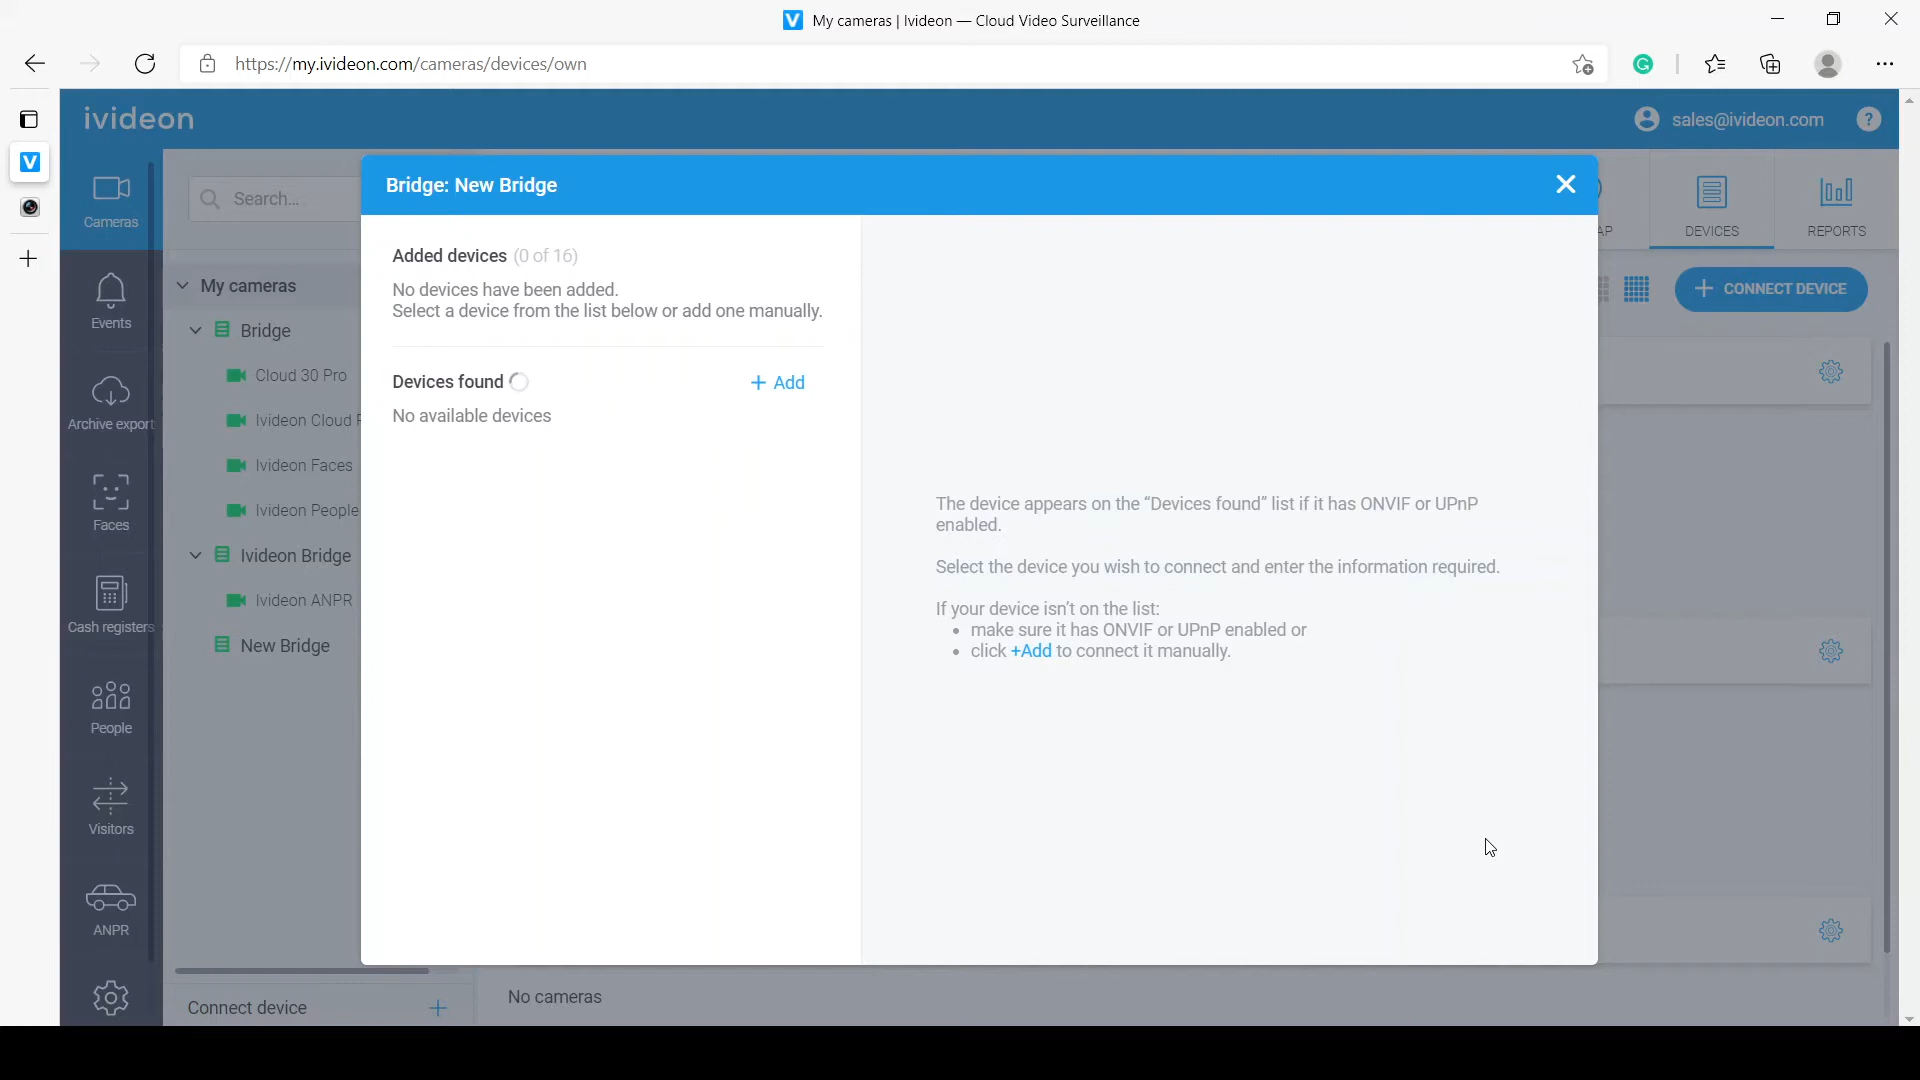 My cameras | Ivideon — Cloud Video Surveillance
https://my.ivideon.com/cameras/devices/own
ivideon
sales@ivideon.com
?
Cameras
Events
Archive export
Faces
Cash registers
People
Visitors
ANPR
Search...
My cameras
Bridge
Cloud 30 Pro
Ivideon Cloud
Ivideon Faces
Ivideon People
Ivideon Bridge
Ivideon ANPR
New Bridge
Connect device +
Bridge: New Bridge
Added devices (0 of 16)
No devices have been added.
Select a device from the list below or add one manually.
Devices found
+ Add
No available devices
The device appears on the “Devices found” list if it has ONVIF or UPnP
enabled.
Select the device you wish to connect and enter the information required.
If your device isn’t on the list:
• make sure it has ONVIF or UPnP enabled or
• click +Add to connect it manually.
AP
DEVICES
REPORTS
+ CONNECT DEVICE
No cameras